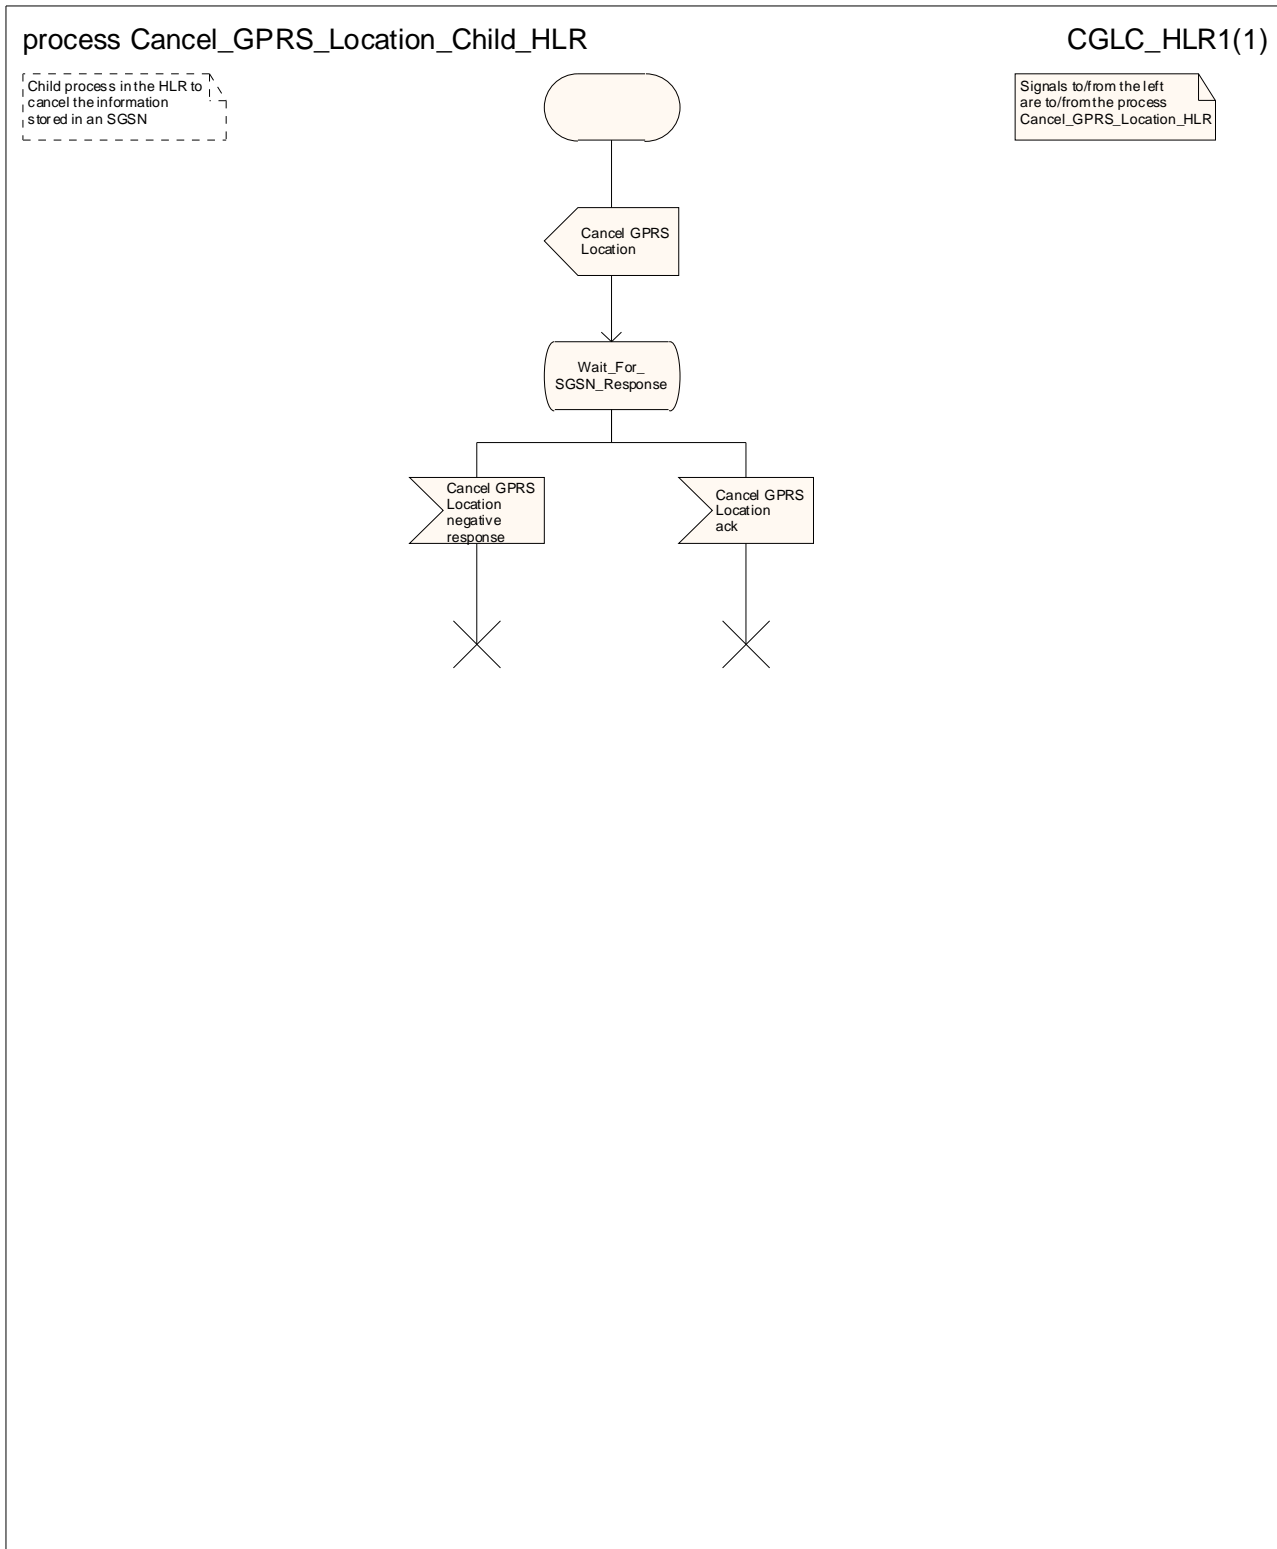 process Cancel_GPRS_Location_Child_HLR
CGLC_HLR1(1)
Child process in the HLR to
cancel the information
stored in an SGSN
Signals to/from the left
are to/from the process
Cancel_GPRS_Location_HLR
Cancel GPRS
Location
Wait_For_
SGSN_Response
Cancel GPRS
Location
negative
response
Cancel GPRS
Location
ack